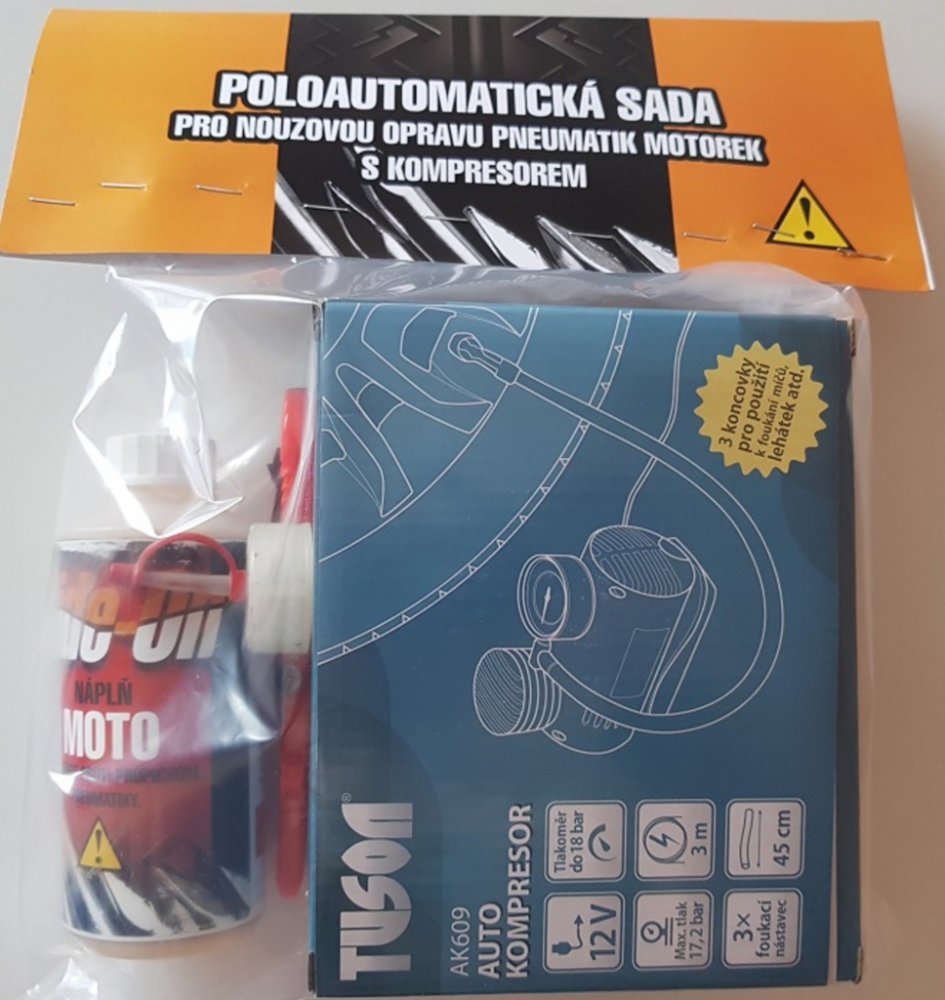 POLOAUTOMATICKÁ SADA
PRO NOUZOVOU OPRAVU PNEUMATIK MOTOREK
S KOMPRESOREM
3 koncovky
pro použití
k foukání míčů,
lehátek atd.
NÁPLŇ
MOTO
TUSON®
AK609
AUTO
KOMPRESOR
Tlakoměr
do 18 bar
3 m
45 cm
12 V
Max. tlak
17,2 bar
3×
foukací
nástavec